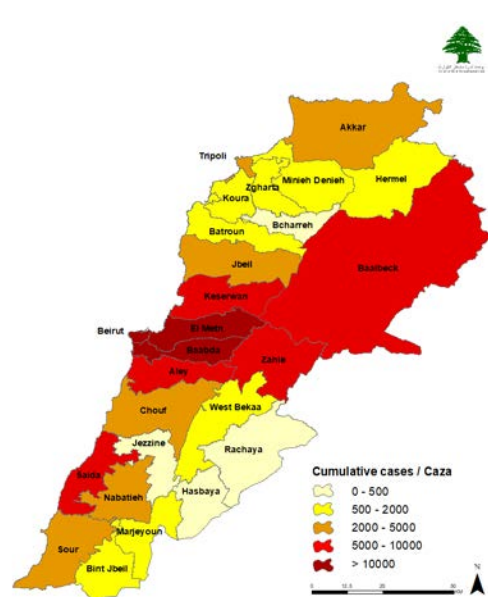 Akkar
Tripoli
Zgharta
Minieh Denieh
Hermel
Koura
Bcharreh
Batroun
Baalbeck
Jbeil
Keserwan
Beirut
El Metn
Baabda
Zahle
Aley
Chouf
West Bekaa
Jezzine
Rachaya
Saida
Hasbaya
Nabatieh
Marjeyoun
Sour
Bint Jbeil
Cumulative cases / Caza
0 - 500
500 - 2000
2000 - 5000
5000 - 10000
> 10000
N